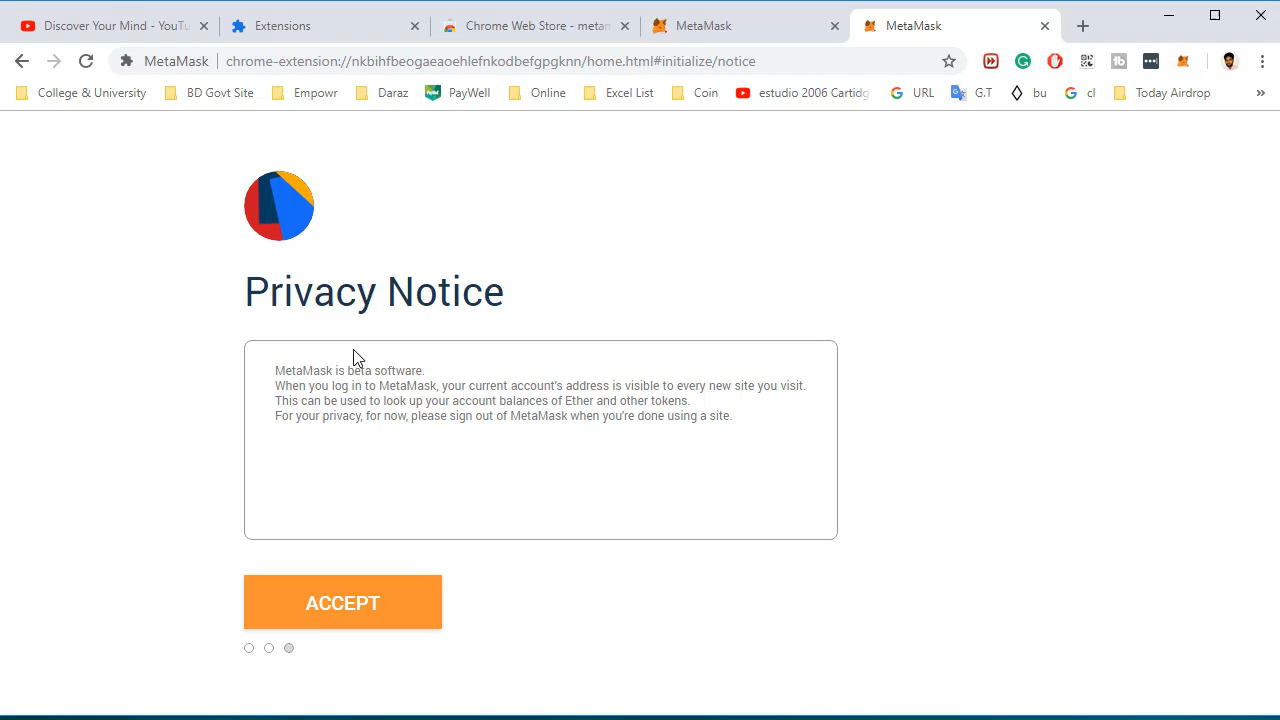 Discover Your Mind - YouTu
Extensions
Chrome Web Store - metam
MetaMask
MetaMask
MetaMask
chrome-extension://nkbihfbeogaeaoehlefnkodbefgpgknn/home.html#initialize/notice
College & University
BD Govt Site
Empowr
Daraz
PayWell
Online
Excel List
Coin
estudio 2006 Cartidg
URL
G.T
bu
cl
Today Airdrop
»
Privacy Notice
MetaMask is beta software.
When you log in to MetaMask, your current account's address is visible to every new site you visit.
This can be used to look up your account balances of Ether and other tokens.
For your privacy, for now, please sign out of MetaMask when you're done using a site.
ACCEPT